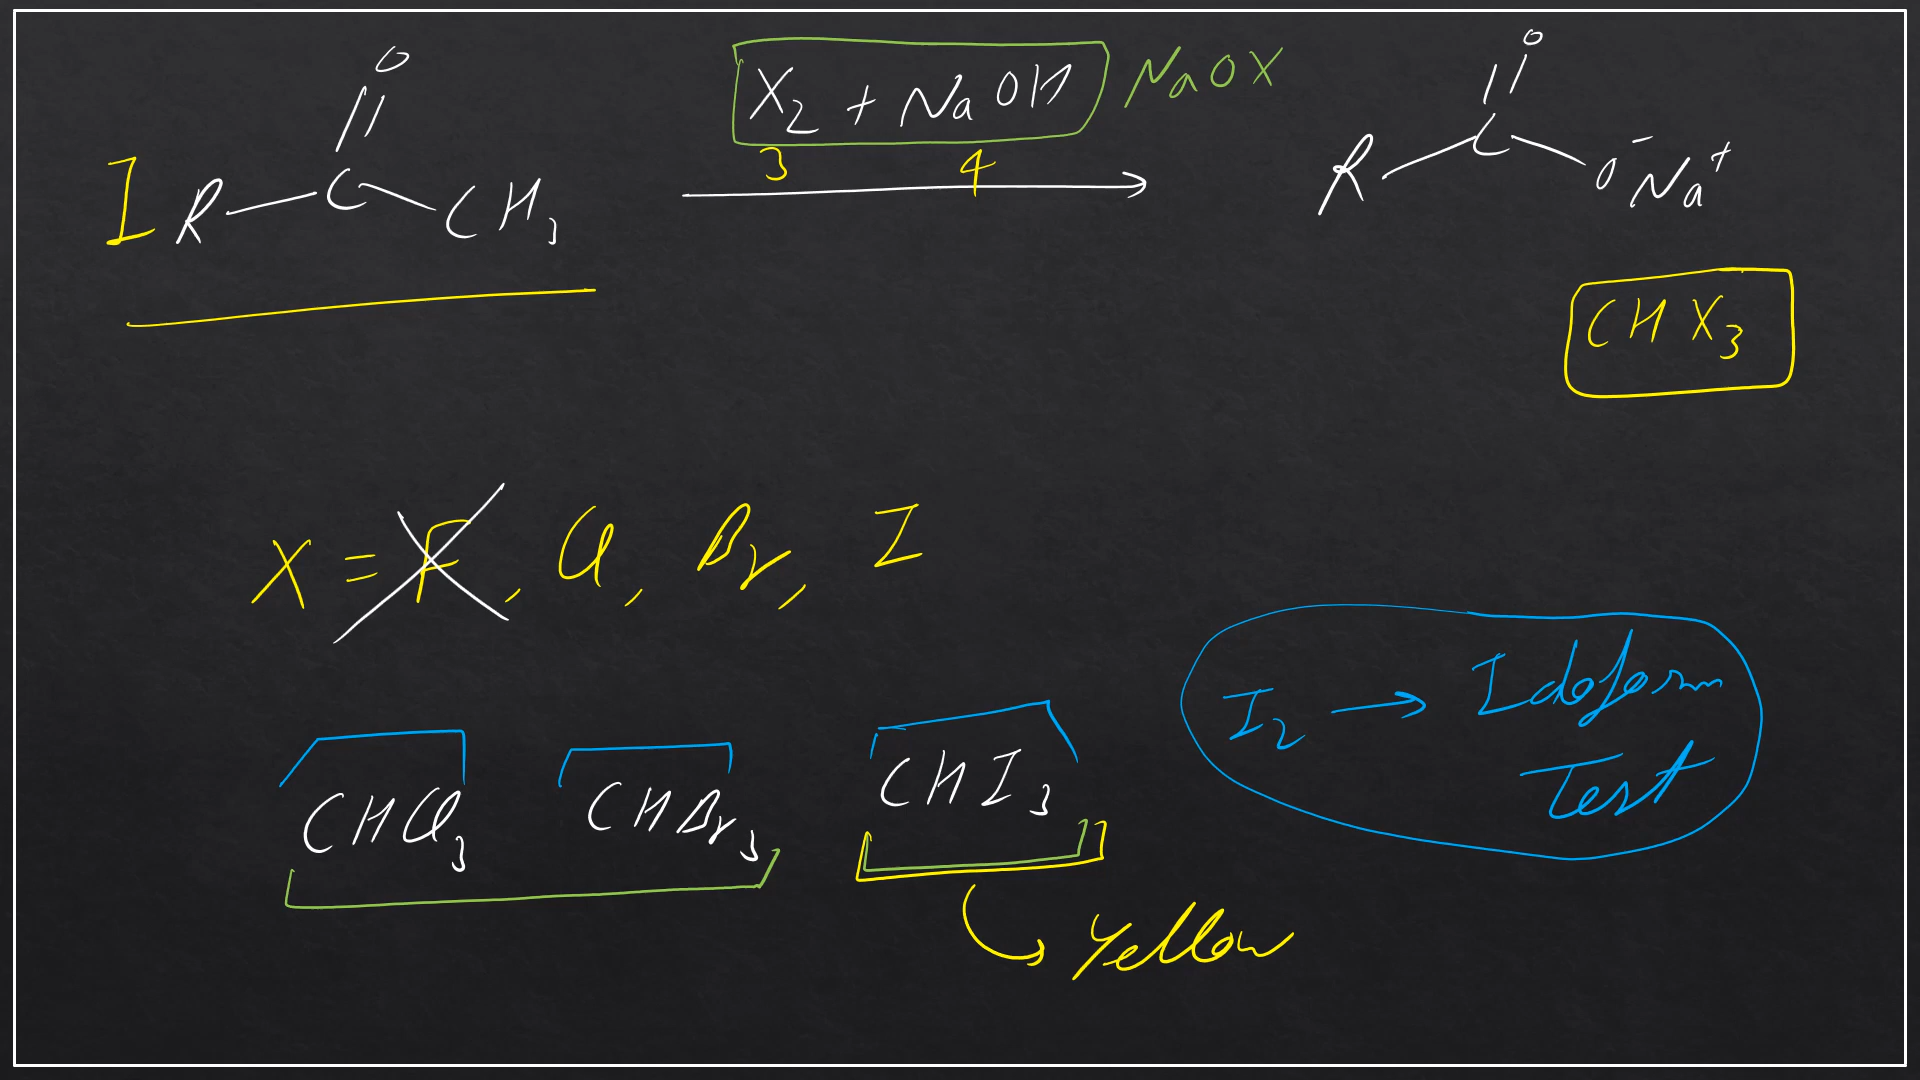 O
X₂ + NaOH NaOX
O
3 4
I R C CH₃
R C O⁻Na⁺
CHX₃
X = F, Cl, Br, I
I₂ → Idoform
Test
CHCl₃ CHBr₃ CHI₃
Yellow